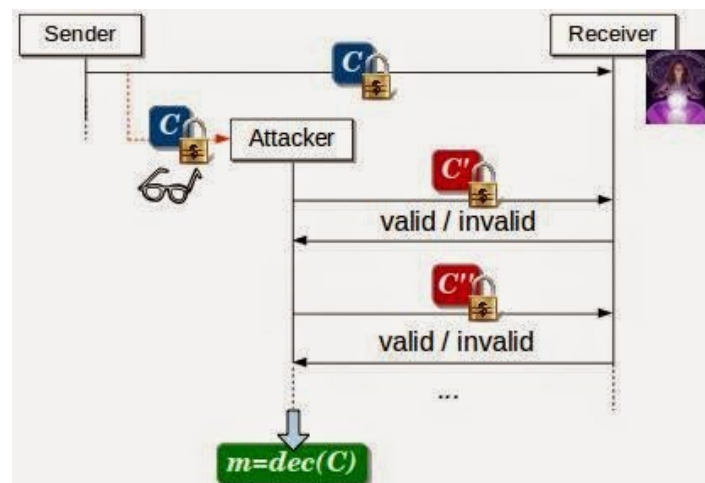 Sender
Receiver
C
C
Attacker
C'
valid / invalid
C''
valid / invalid
...
m=dec(C)